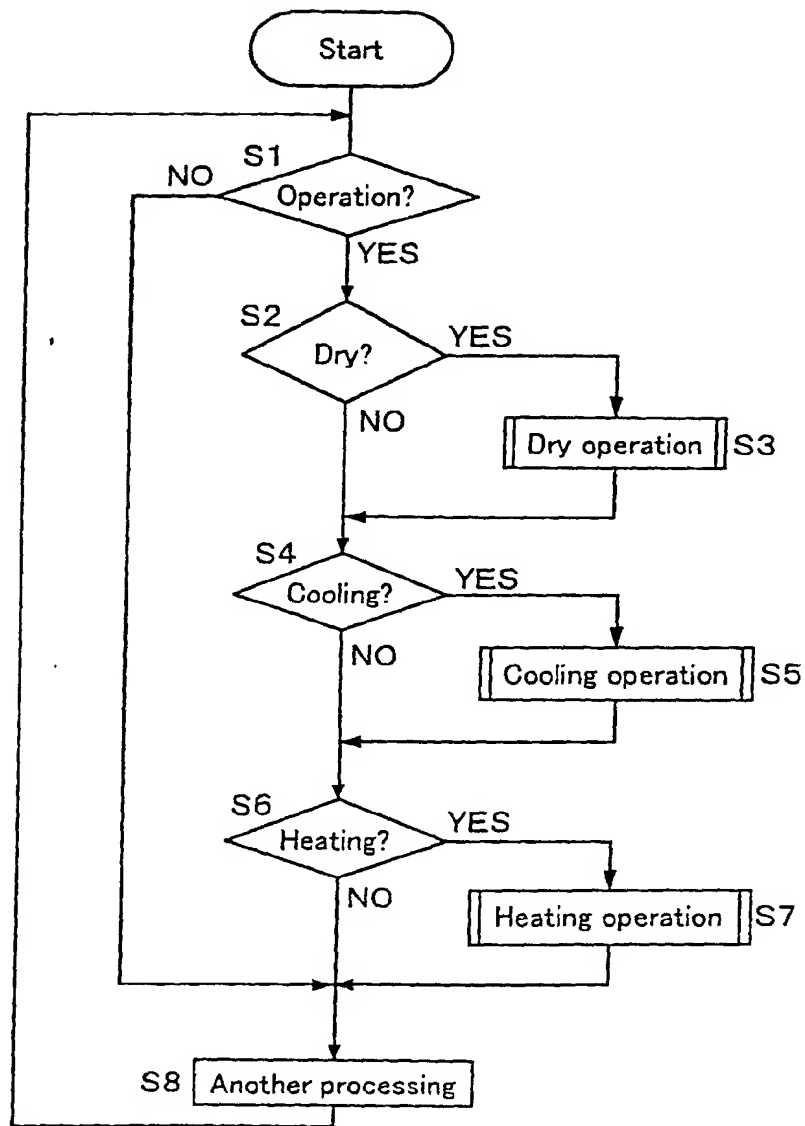 Start
S1
NO
Operation?
YES
S2
YES
Dry?
NO
Dry operation
S3
S4
YES
Cooling?
NO
Cooling operation
S5
S6
YES
Heating?
NO
Heating operation
S7
S8
Another processing